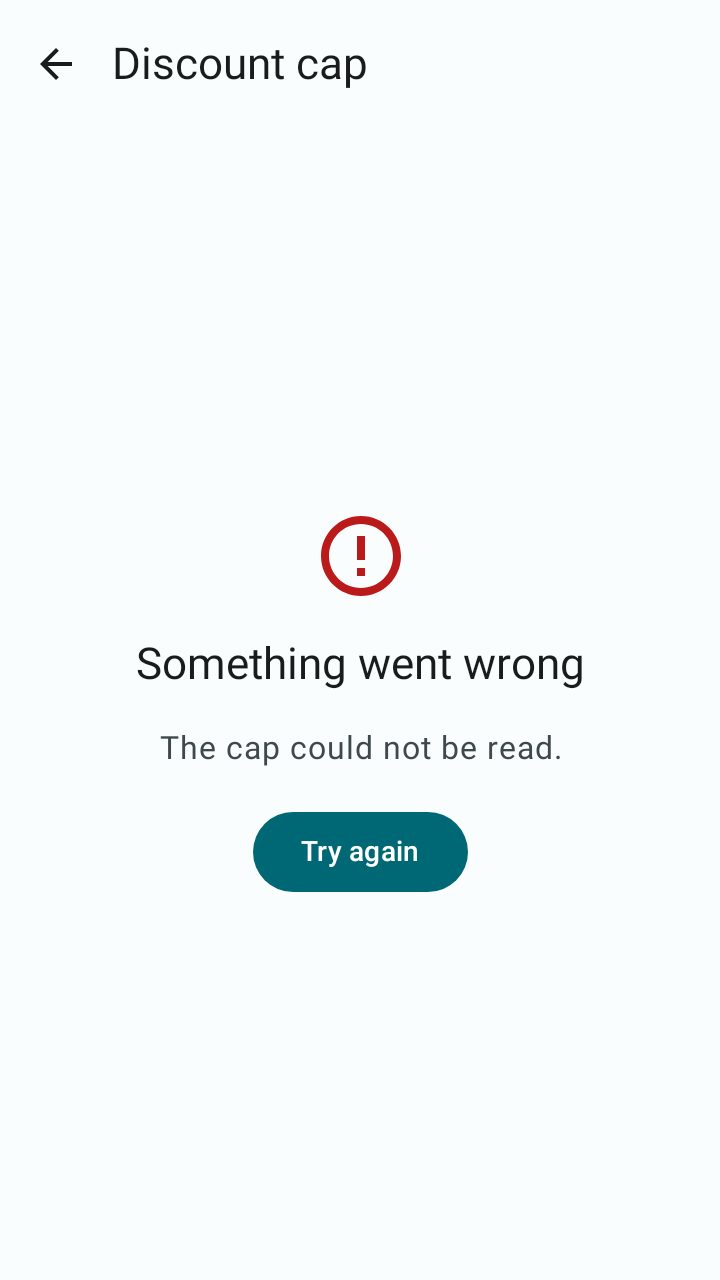 Discount cap
Something went wrong
The cap could not be read.
Try again